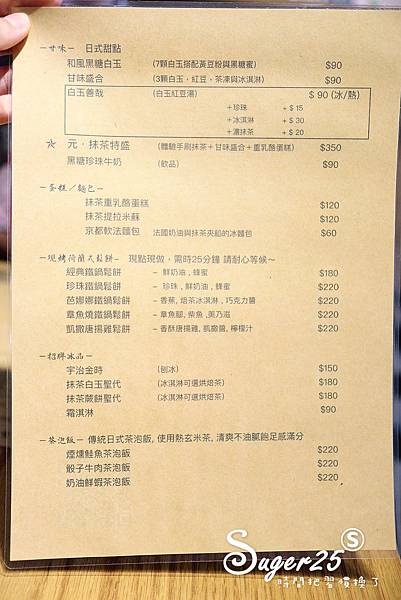 －甘味－ 日式甜點
和風黑糖白玉 (7顆白玉搭配黃豆粉與黑糖蜜) $90
甘味盛合 (3顆白玉，紅豆，茶凍與冰淇淋) $90
白玉善哉 (白玉紅豆湯) $ 90 (冰/熱)
+珍珠 + $ 15
+冰淇淋 + $ 30
+濃抹茶 + $ 20
☆ 元．抹茶特盛 (體驗手刷抹茶＋甘味盛合＋重乳酪蛋糕) $350
黑糖珍珠牛奶 (飲品) $90
－蛋糕／麵包－
抹茶重乳酪蛋糕 $120
抹茶提拉米蘇 $120
京都軟法麵包 法國奶油與抹茶夾餡的冰麵包 $60
－現烤荷蘭式鬆餅－ 現點現做，需時25分鐘 請耐心等候～
經典鐵鍋鬆餅 － 鮮奶油，蜂蜜 $180
珍珠鐵鍋鬆餅 － 珍珠，鮮奶油，蜂蜜 $220
芭娜娜鐵鍋鬆餅 － 香蕉, 焙茶冰淇淋，巧克力醬 $220
章魚燒鐵鍋鬆餅 － 章魚腳, 柴魚 ,美乃滋 $220
凱撒唐揚雞鬆餅 － 香酥唐揚雞, 凱撒醬, 檸檬汁 $220
－招牌冰品－
宇治金時 (刨冰) $150
抹茶白玉聖代 (冰淇淋可選烘焙茶) $180
抹茶蕨餅聖代 (冰淇淋可選烘焙茶) $180
霜淇淋 $90
－茶泡飯－ 傳統日式茶泡飯, 使用熱玄米茶, 清爽不油膩飽足感滿分
煙燻鮭魚茶泡飯 $220
骰子牛肉茶泡飯 $220
奶油鮮蝦茶泡飯 $220
Suger25 S
時間把習慣換了